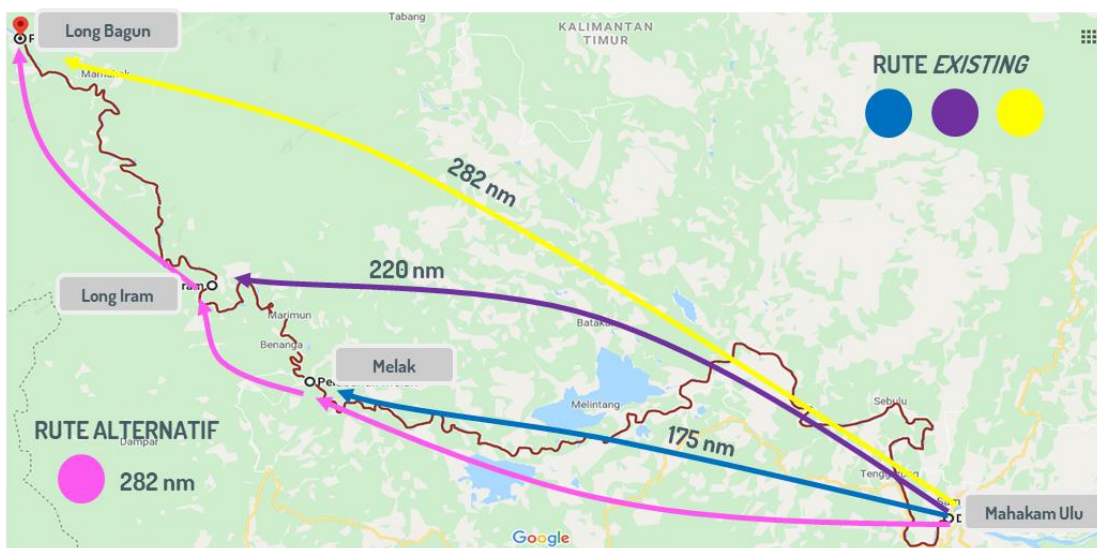 Long Bagun
Tabang
KALIMANTAN
TIMUR
RUTE EXISTING
282 nm
220 nm
Long Iram
Marimun
Batakan
Benanga
Melak
Melintang
Sebulu
RUTE ALTERNATIF
Dampar
282 nm
175 nm
Tenggarong
Mahakam Ulu
Google